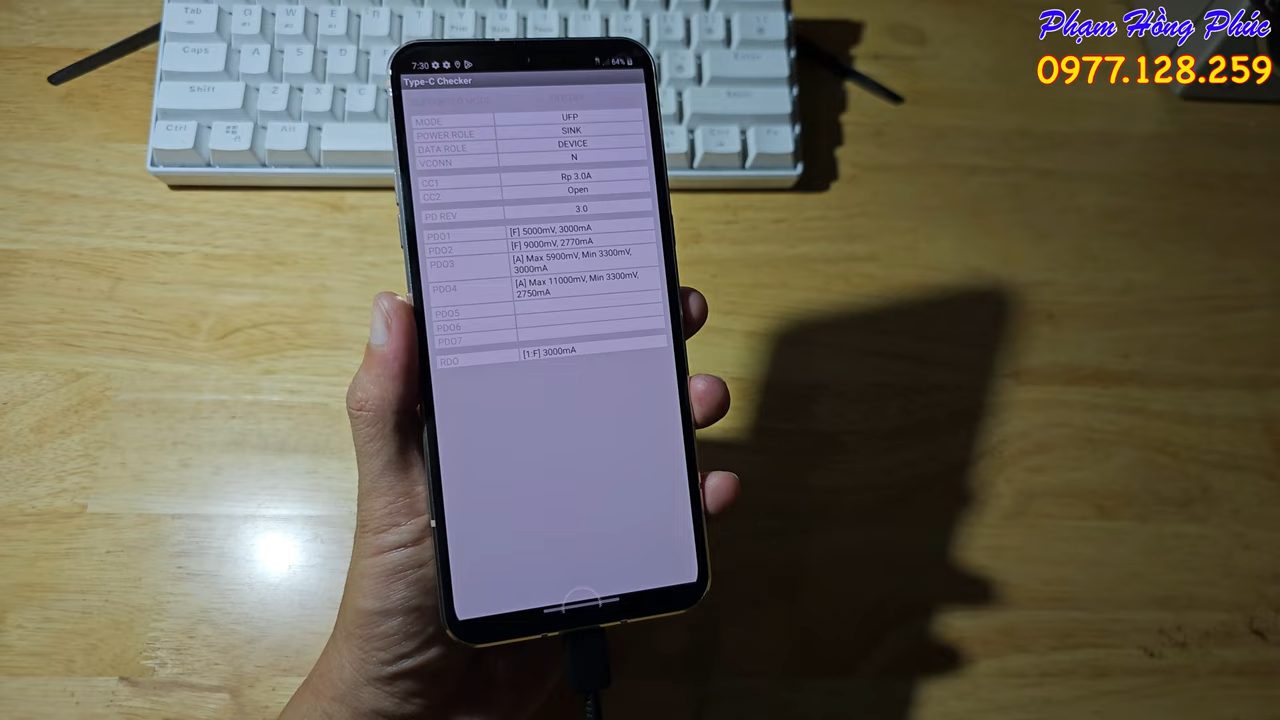 Phạm Hồng Phúc
0977.128.259
Tab Q W E R T
Caps A S D
Shift Z X C
Ctrl Alt
7:30 64%
Type-C Checker
MODE UFP
POWER ROLE SINK
DATA ROLE DEVICE
VCONN N
CC1 Rp 3.0A
CC2 Open
PD REV 3.0
PDO1 [F] 5000mV, 3000mA
PDO2 [F] 9000mV, 2770mA
PDO3 [A] Max 5900mV, Min 3300mV,
3000mA
PDO4 [A] Max 11000mV, Min 3300mV,
2750mA
PDO5
PDO6
PDO7
RDO [1:F] 3000mA